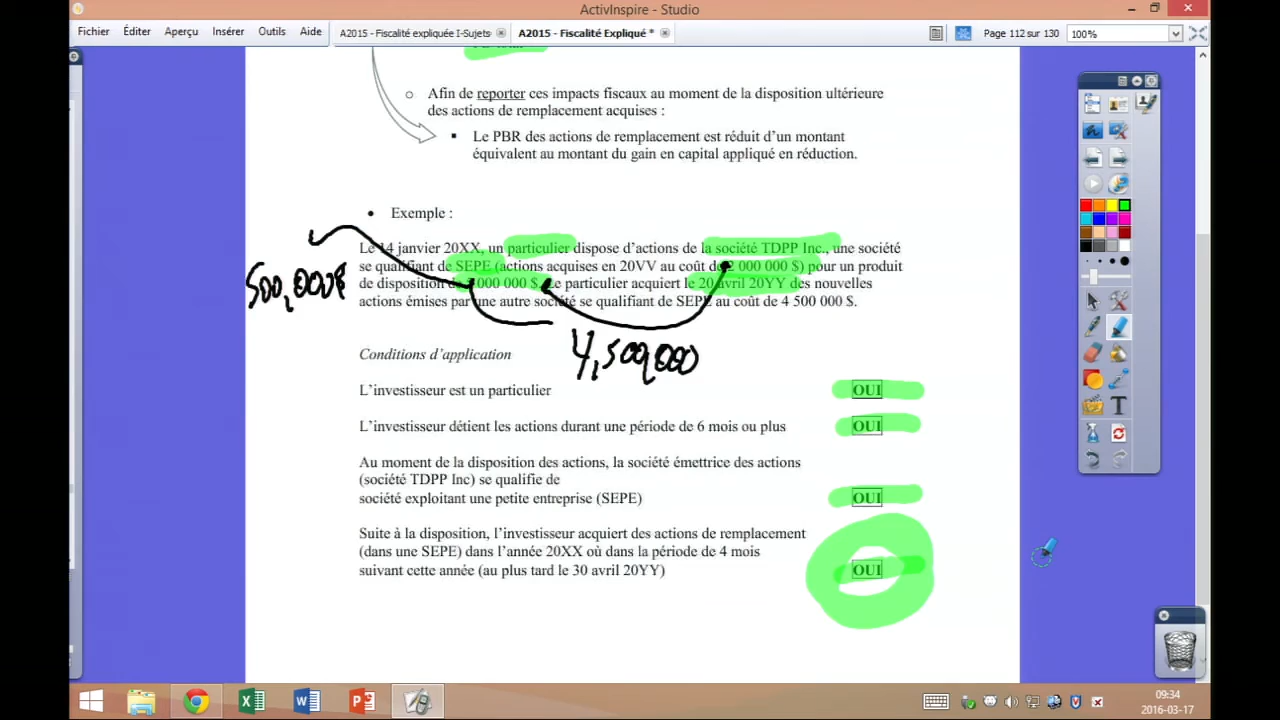 ActivInspire - Studio
Fichier Éditer Aperçu Insérer Outils Aide
A2015 - Fiscalité expliquée I-Sujets
A2015 - Fiscalité Expliqué *
Page 112 sur 130
100%
Afin de reporter ces impacts fiscaux au moment de la disposition ultérieure
des actions de remplacement acquises :
Le PBR des actions de remplacement est réduit d'un montant
équivalent au montant du gain en capital appliqué en réduction.
Exemple :
Le 14 janvier 20XX, un particulier dispose d'actions de la société TDPP Inc., une société
se qualifiant de SEPE (actions acquises en 20VV au coût de 2 000 000 $) pour un produit
de disposition de 000 000 $. Le particulier acquiert le 20 avril 20YY des nouvelles
actions émises par une autre société se qualifiant de SEPE au coût de 4 500 000 $.
500,000$
4,500,000
Conditions d'application
L'investisseur est un particulier OUI
L'investisseur détient les actions durant une période de 6 mois ou plus OUI
Au moment de la disposition des actions, la société émettrice des actions
(société TDPP Inc) se qualifie de
société exploitant une petite entreprise (SEPE) OUI
Suite à la disposition, l'investisseur acquiert des actions de remplacement
(dans une SEPE) dans l'année 20XX où dans la période de 4 mois
suivant cette année (au plus tard le 30 avril 20YY) OUI
09:34
2016-03-17